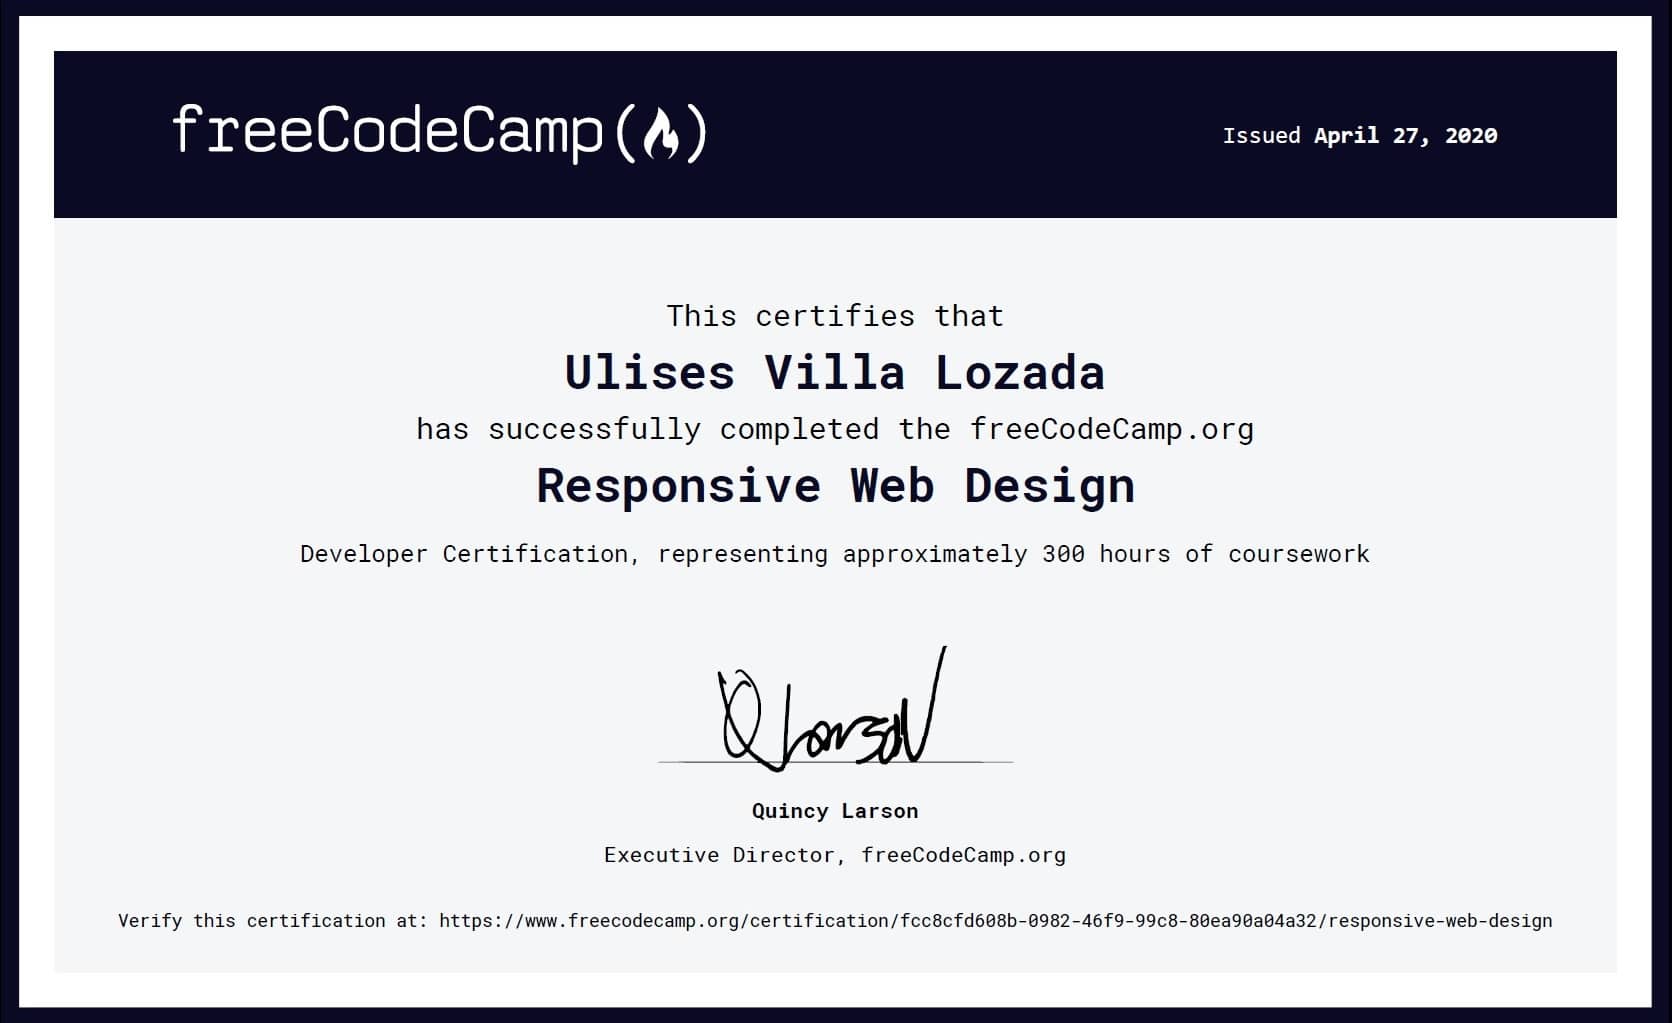 freeCodeCamp(🔥)
Issued April 27, 2020
This certifies that
Ulises Villa Lozada
has successfully completed the freeCodeCamp.org
Responsive Web Design
Developer Certification, representing approximately 300 hours of coursework
Q Larson
Quincy Larson
Executive Director, freeCodeCamp.org
Verify this certification at: https://www.freecodecamp.org/certification/fcc8cfd608b-0982-46f9-99c8-80ea90a04a32/responsive-web-design